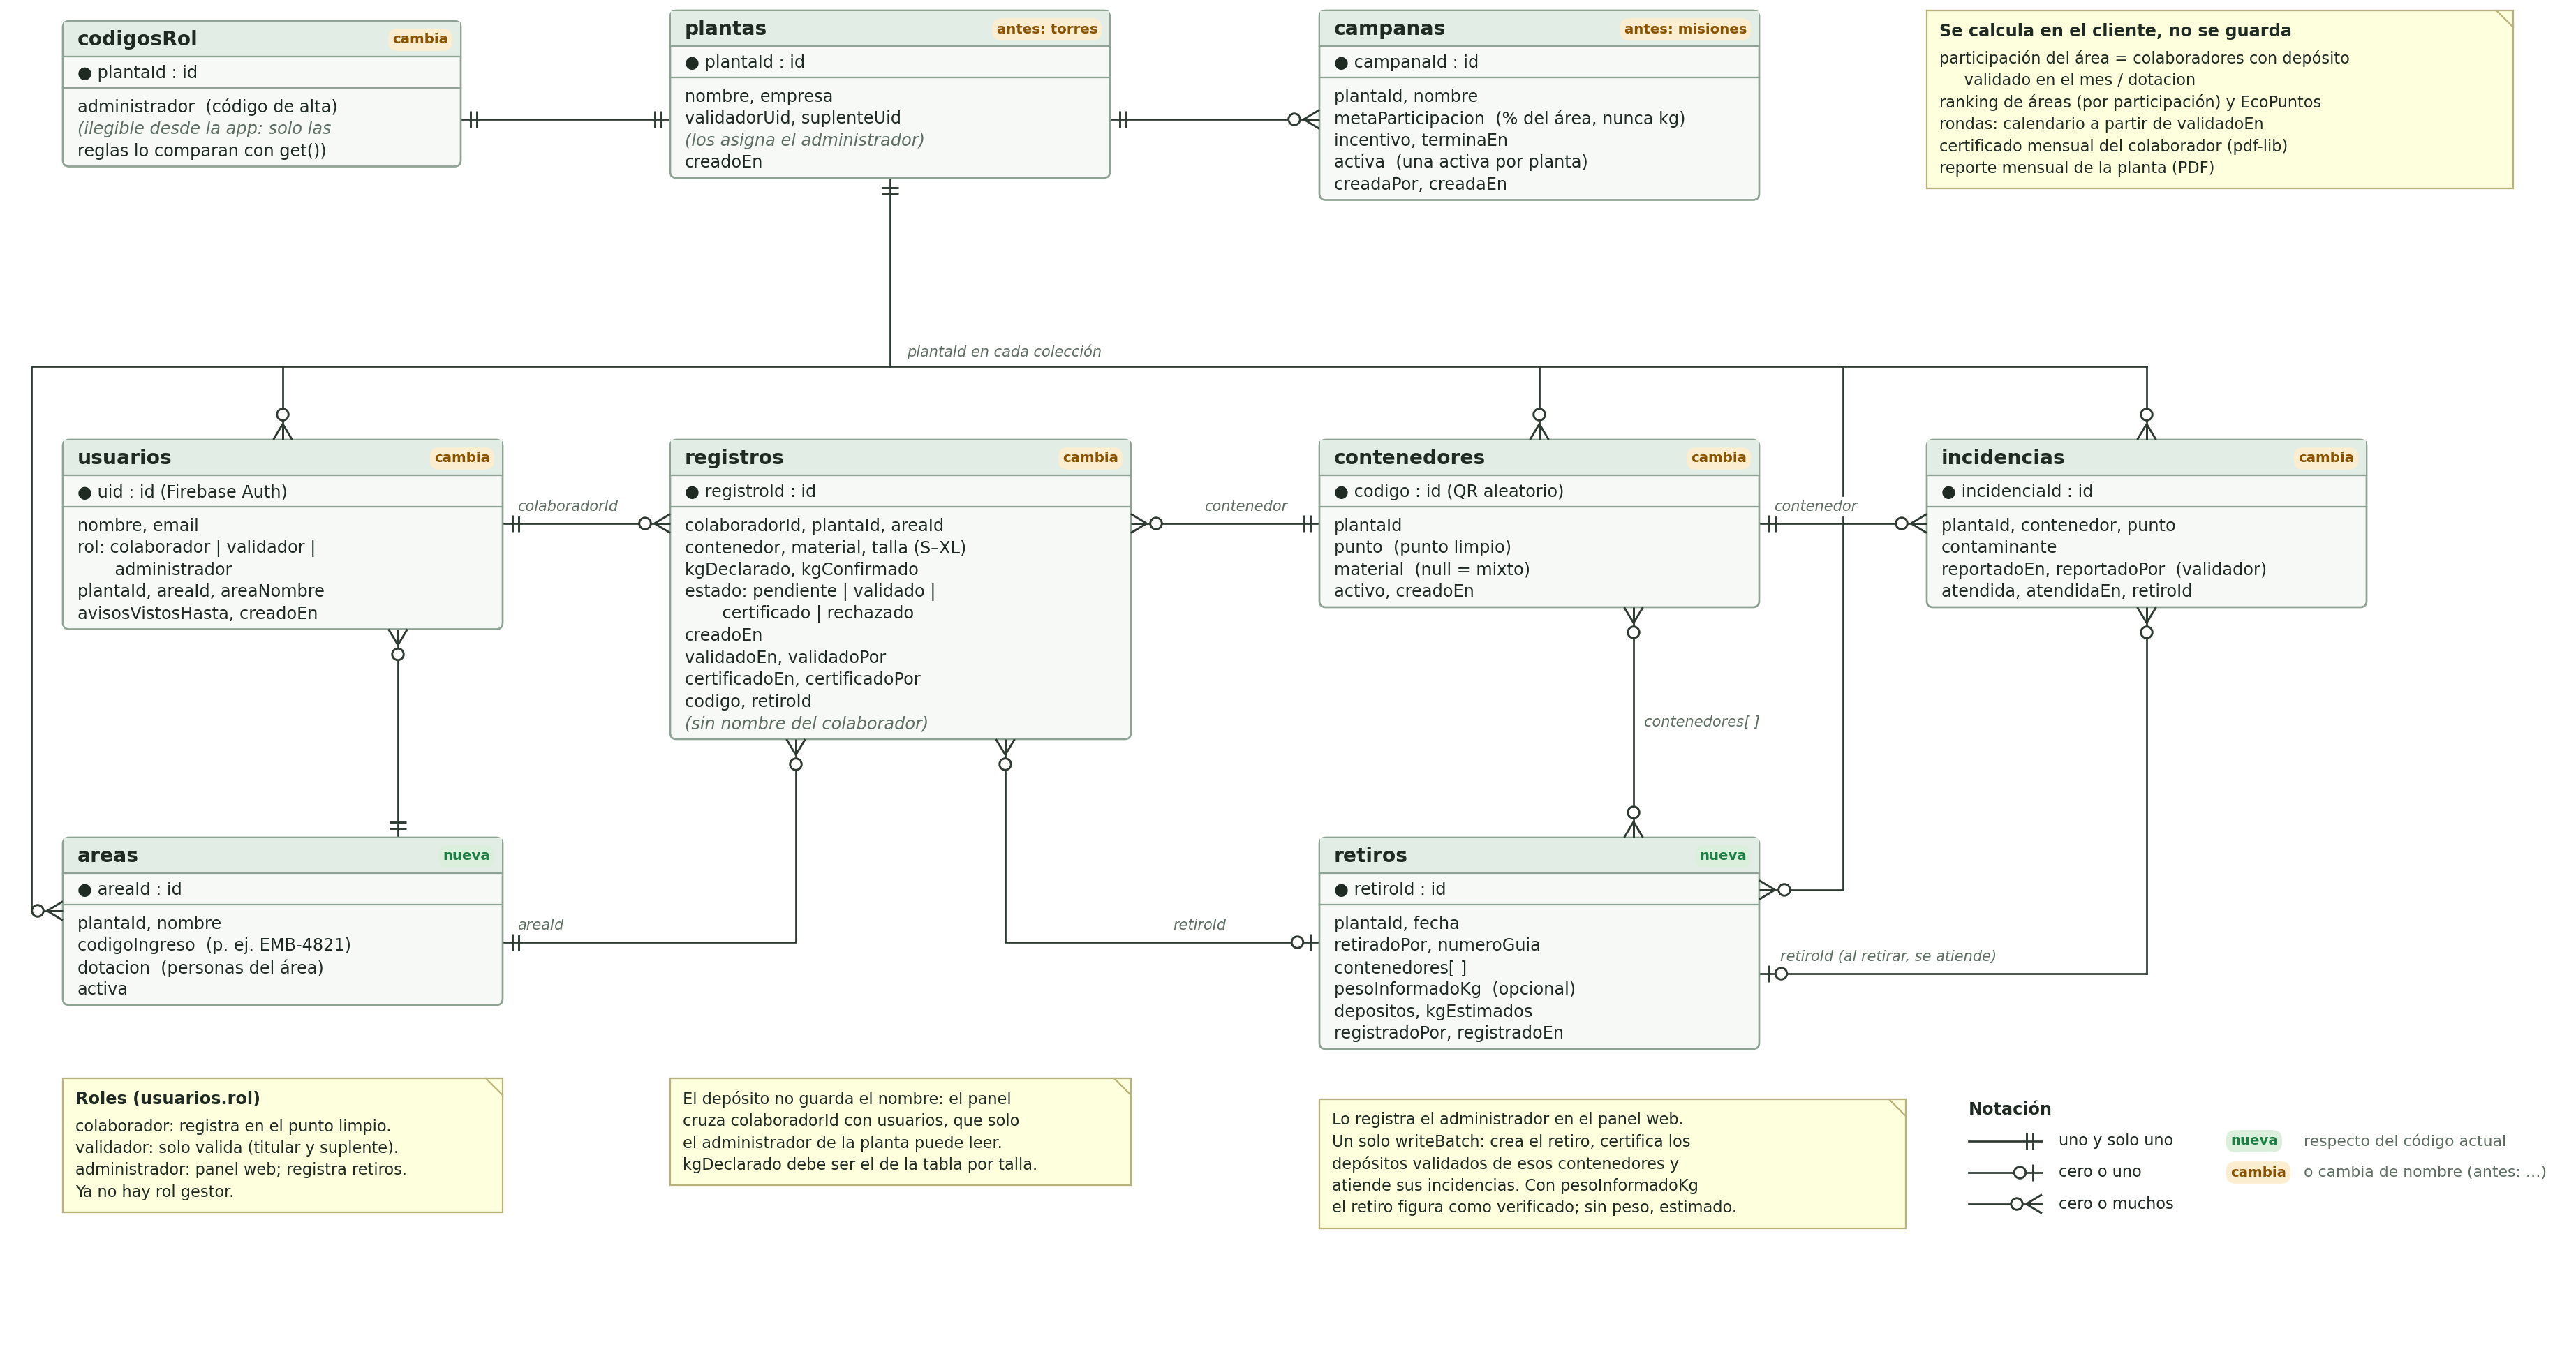 codigosRol
cambia
● plantaId : id
administrador  (código de alta)
(ilegible desde la app: solo las
reglas lo comparan con get())
plantas
antes: torres
● plantaId : id
nombre, empresa
validadorUid, suplenteUid
(los asigna el administrador)
creadoEn
campanas
antes: misiones
● campanaId : id
plantaId, nombre
metaParticipacion  (% del área, nunca kg)
incentivo, terminaEn
activa  (una activa por planta)
creadaPor, creadaEn
Se calcula en el cliente, no se guarda
participación del área = colaboradores con depósito
validado en el mes / dotacion
ranking de áreas (por participación) y EcoPuntos
rondas: calendario a partir de validadoEn
certificado mensual del colaborador (pdf-lib)
reporte mensual de la planta (PDF)
plantaId en cada colección
usuarios
cambia
● uid : id (Firebase Auth)
nombre, email
rol: colaborador | validador |
administrador
plantaId, areaId, areaNombre
avisosVistosHasta, creadoEn
colaboradorId
registros
cambia
● registroId : id
colaboradorId, plantaId, areaId
contenedor, material, talla (S–XL)
kgDeclarado, kgConfirmado
estado: pendiente | validado |
certificado | rechazado
creadoEn
validadoEn, validadoPor
certificadoEn, certificadoPor
codigo, retiroId
(sin nombre del colaborador)
contenedor
contenedores
cambia
● codigo : id (QR aleatorio)
plantaId
punto  (punto limpio)
material  (null = mixto)
activo, creadoEn
contenedor
incidencias
cambia
● incidenciaId : id
plantaId, contenedor, punto
contaminante
reportadoEn, reportadoPor  (validador)
atendida, atendidaEn, retiroId
contenedores[ ]
areas
nueva
● areaId : id
plantaId, nombre
codigoIngreso  (p. ej. EMB-4821)
dotacion  (personas del área)
activa
areaId
retiroId
retiros
nueva
● retiroId : id
plantaId, fecha
retiradoPor, numeroGuia
contenedores[ ]
pesoInformadoKg  (opcional)
depositos, kgEstimados
registradoPor, registradoEn
retiroId (al retirar, se atiende)
Roles (usuarios.rol)
colaborador: registra en el punto limpio.
validador: solo valida (titular y suplente).
administrador: panel web; registra retiros.
Ya no hay rol gestor.
El depósito no guarda el nombre: el panel
cruza colaboradorId con usuarios, que solo
el administrador de la planta puede leer.
kgDeclarado debe ser el de la tabla por talla.
Lo registra el administrador en el panel web.
Un solo writeBatch: crea el retiro, certifica los
depósitos validados de esos contenedores y
atiende sus incidencias. Con pesoInformadoKg
el retiro figura como verificado; sin peso, estimado.
Notación
uno y solo uno
nueva
respecto del código actual
cero o uno
cambia
o cambia de nombre (antes: ...)
cero o muchos